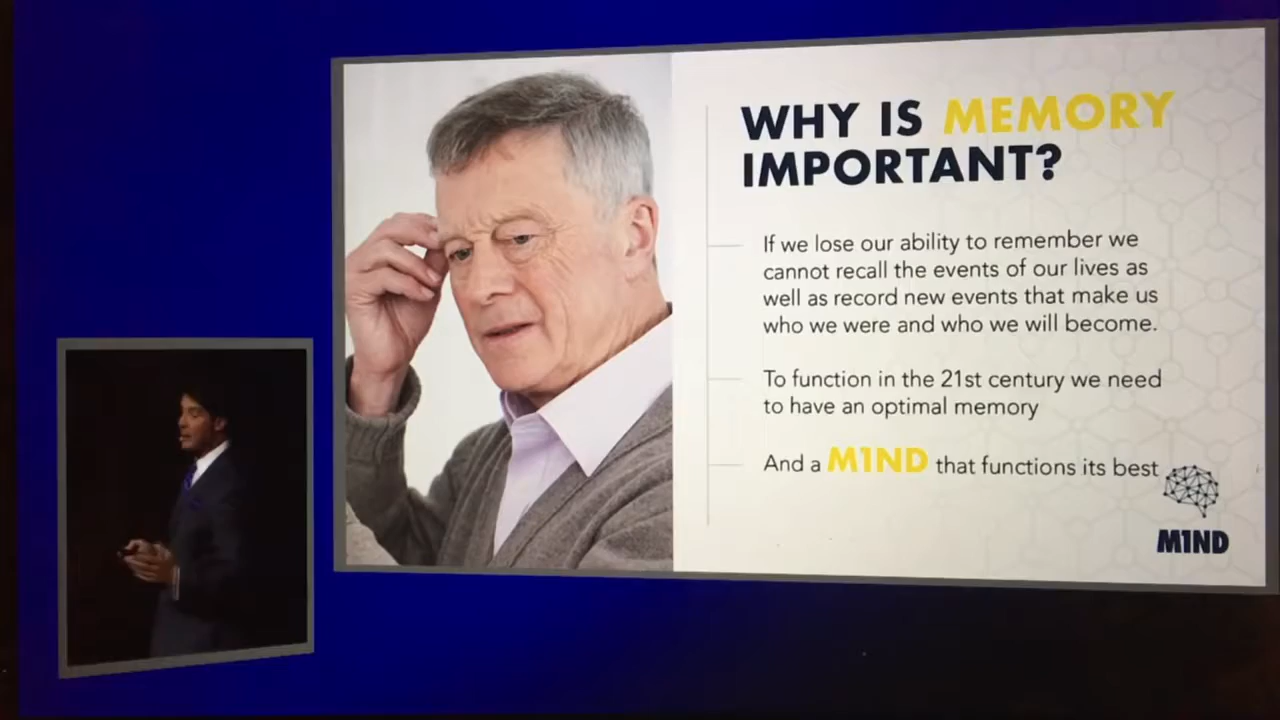 WHY IS MEMORY
IMPORTANT?
If we lose our ability to remember we
cannot recall the events of our lives as
well as record new events that make us
who we were and who we will become.
To function in the 21st century we need
to have an optimal memory
And a M1ND that functions its best
M1ND